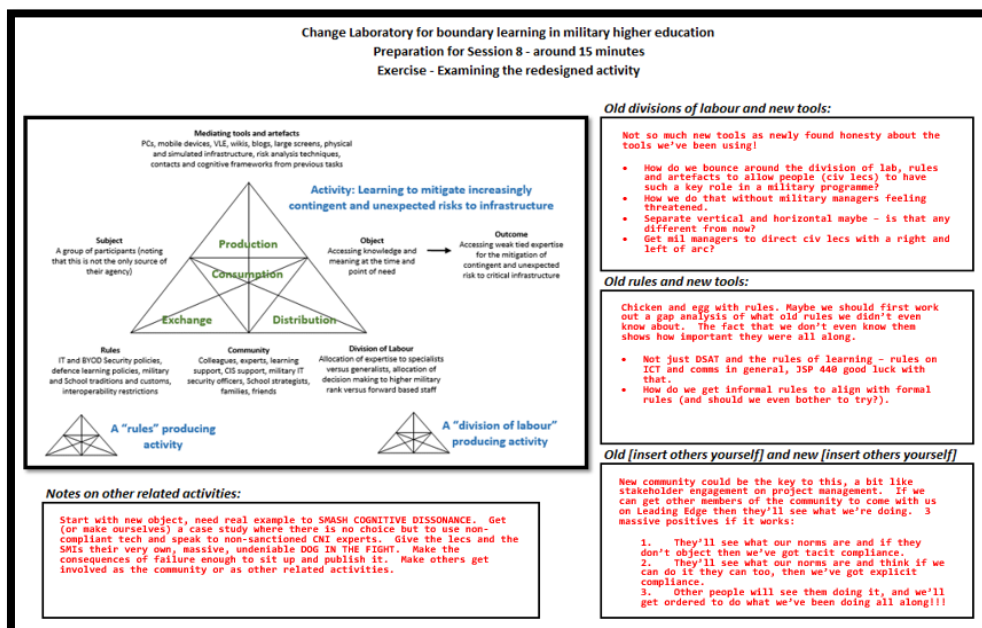 Change Laboratory for boundary learning in military higher education
Preparation for Session 8 - around 15 minutes
Exercise - Examining the redesigned activity
Mediating tools and artefacts
PCs, mobile devices, VLE, wikis, blogs, large screens, physical
and simulated infrastructure, risk analysis techniques,
contacts and cognitive frameworks from previous tasks
Activity: Learning to mitigate increasingly
contingent and unexpected risks to infrastructure
Subject
A group of participants (noting
that this is not the only source of
their agency)
Production
Consumption
Exchange
Distribution
Object
Accessing knowledge and
meaning at the time and
point of need
Outcome
Accessing weak tied expertise
for the mitigation of
contingent and unexpected
risk to critical infrastructure
Rules
IT and BYOD Security policies,
defence learning policies, military
and School traditions and customs,
interoperability restrictions
Community
Colleagues, experts, learning
support, CIS support, military IT
security officers, School strategists,
families, friends
Division of Labour
Allocation of expertise to specialists
versus generalists, allocation of
decision making to higher military
rank versus forward based staff
A "rules" producing
activity
A "division of labour"
producing activity
Notes on other related activities:
Start with new object, need real example to SMASH COGNITIVE DISSONANCE. Get
(or make ourselves) a case study where there is no choice but to use non-
compliant tech and speak to non-sanctioned CNI experts. Give the lecs and the
SMIs their very own, massive, undeniable DOG IN THE FIGHT. Make the
consequences of failure enough to sit up and publish it. Make others get
involved as the community or as other related activities.
Old divisions of labour and new tools:
Not so much new tools as newly found honesty about the
tools we've been using!
• How do we bounce around the division of lab, rules
and artefacts to allow people (civ lecs) to have
such a key role in a military programme?
• How we do that without military managers feeling
threatened.
• Separate vertical and horizontal maybe – is that any
different from now?
• Get mil managers to direct civ lecs with a right and
left of arc?
Old rules and new tools:
Chicken and egg with rules. Maybe we should first work
out a gap analysis of what old rules we didn't even
know about. The fact that we don't even know them
shows how important they were all along.
• Not just DSAT and the rules of learning – rules on
ICT and comms in general, JSP 440 good luck with
that.
• How do we get informal rules to align with formal
rules (and should we even bother to try?).
Old [insert others yourself] and new [insert others yourself]
New community could be the key to this, a bit like
stakeholder engagement on project management. If we
can get other members of the community to come with us
on Leading Edge then they'll see what we're doing. 3
massive positives if it works:
1. They'll see what our norms are and if they
don't object then we've got tacit compliance.
2. They'll see what our norms are and think if we
can do it they can too, then we've got explicit
compliance.
3. Other people will see them doing it, and we'll
get ordered to do what we've been doing all along!!!